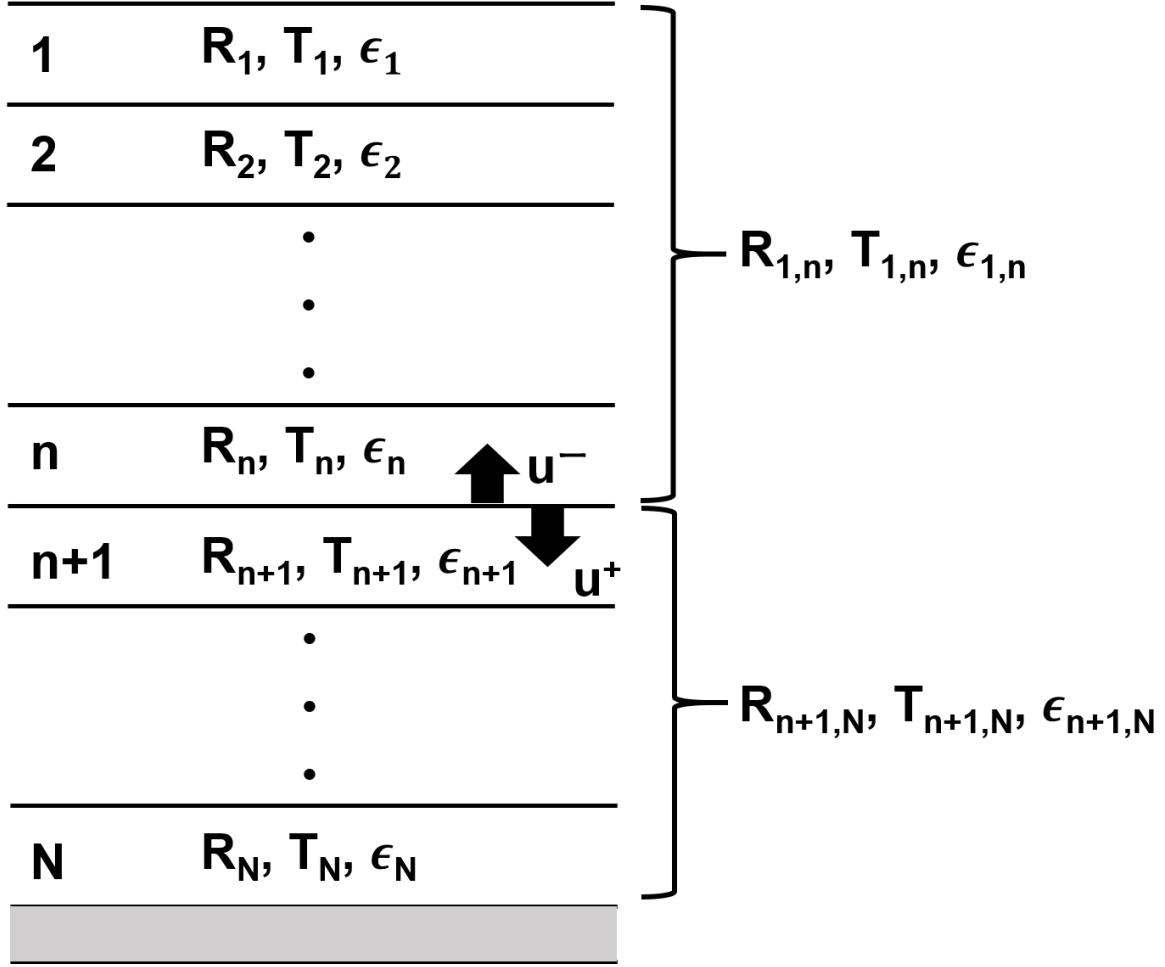 1 R₁, T₁, ϵ₁
2 R₂, T₂, ϵ₂
R₁,ₙ, T₁,ₙ, ϵ₁,ₙ
n Rₙ, Tₙ, ϵₙ u⁻
n+1 Rₙ₊₁, Tₙ₊₁, ϵₙ₊₁ u⁺
Rₙ₊₁,N, Tₙ₊₁,N, ϵₙ₊₁,N
N R_N, T_N, ϵ_N